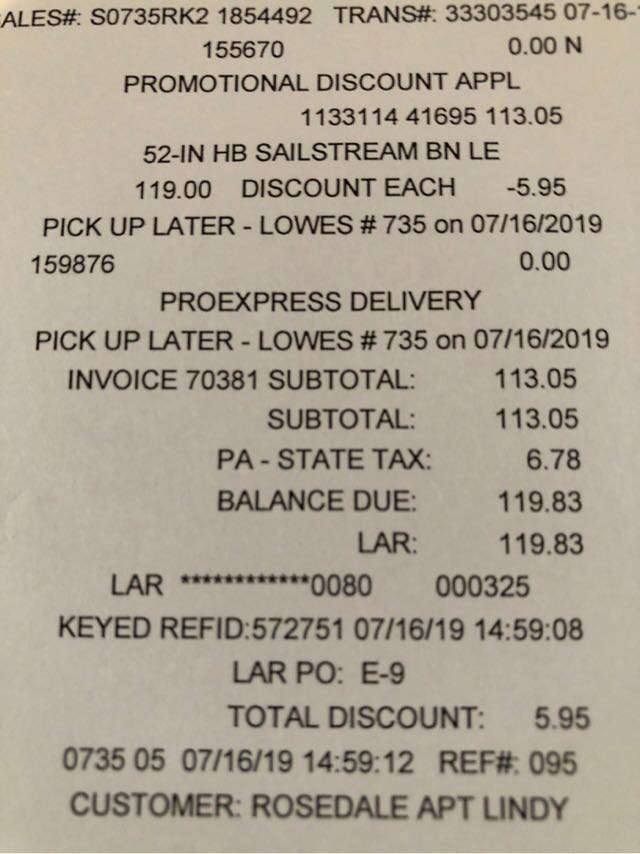 ALES#: S0735RK2 1854492 TRANS#: 33303545 07-16-
155670 0.00 N
PROMOTIONAL DISCOUNT APPL
1133114 41695 113.05
52-IN HB SAILSTREAM BN LE
119.00 DISCOUNT EACH -5.95
PICK UP LATER - LOWES # 735 on 07/16/2019
159876 0.00
PROEXPRESS DELIVERY
PICK UP LATER - LOWES # 735 on 07/16/2019
INVOICE 70381 SUBTOTAL: 113.05
SUBTOTAL: 113.05
PA - STATE TAX: 6.78
BALANCE DUE: 119.83
LAR: 119.83
LAR ************0080 000325
KEYED REFID:572751 07/16/19 14:59:08
LAR PO: E-9
TOTAL DISCOUNT: 5.95
0735 05 07/16/19 14:59:12 REF#: 095
CUSTOMER: ROSEDALE APT LINDY